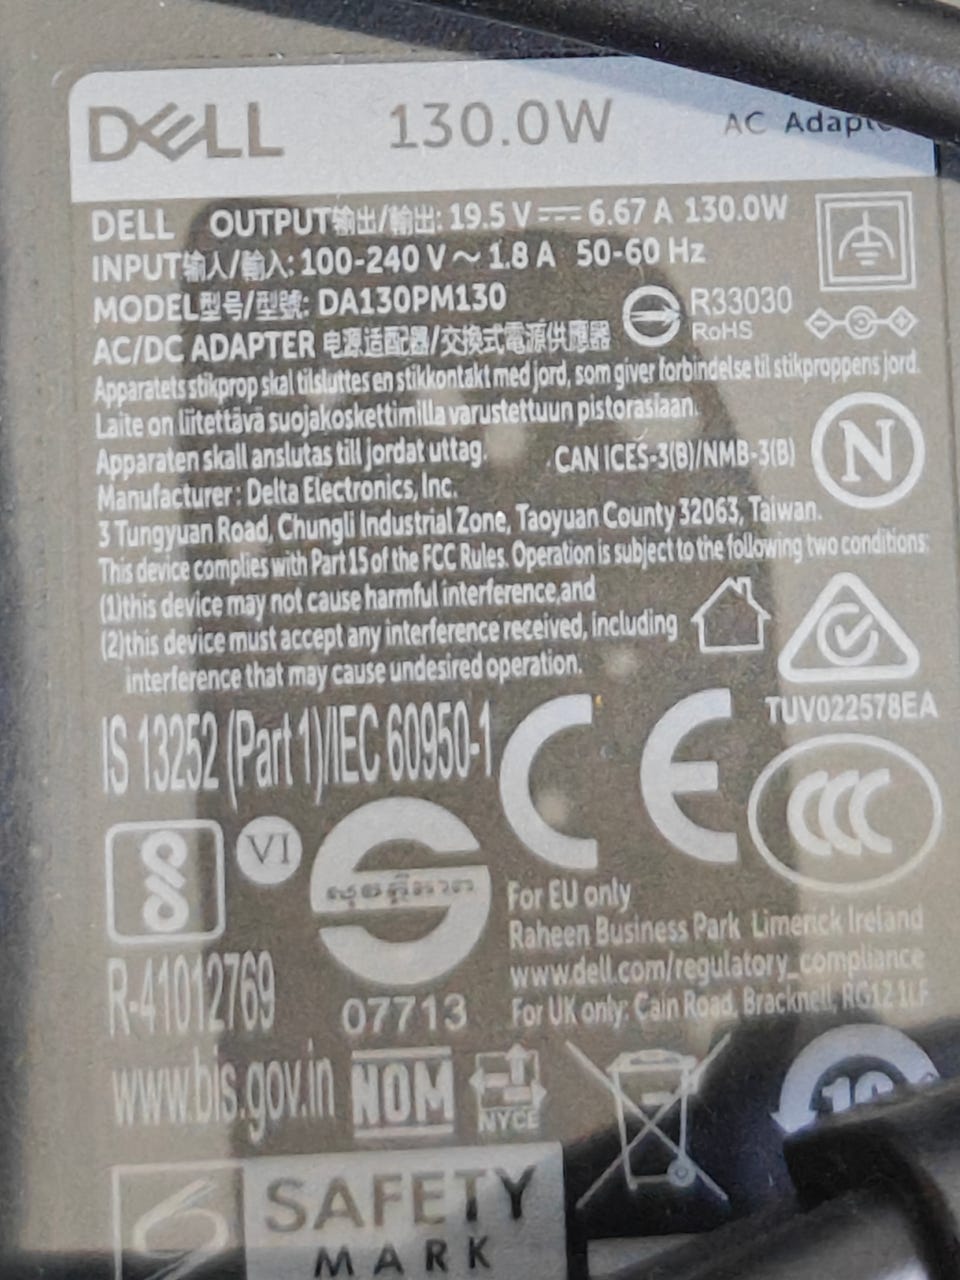 DELL 130.0W AC Adapte
DELL OUTPUT输出/輸出: 19.5 V⎓6.67 A 130.0W
INPUT输入/輸入: 100-240 V～1.8 A 50-60 Hz
MODEL型号/型號: DA130PM130
R33030
RoHS
AC/DC ADAPTER 电源适配器/交換式電源供應器
Apparatets stikprop skal tilsluttes en stikkontakt med jord, som giver forbindelse til stikproppens jord.
Laite on liitettävä suojakoskettimilla varustettuun pistorasiaan.
Apparaten skall anslutas till jordat uttag. CAN ICES-3(B)/NMB-3(B)
N
Manufacturer: Delta Electronics, Inc.
3 Tungyuan Road, Chungli Industrial Zone, Taoyuan County 32063, Taiwan.
This device complies with Part 15 of the FCC Rules. Operation is subject to the following two conditions:
(1)this device may not cause harmful interference,and
(2)this device must accept any interference received, including
interference that may cause undesired operation.
TUV022578EA
IS 13252 (Part 1)/IEC 60950-1
CE
CCC
VI
For EU only
Raheen Business Park Limerick Ireland
www.dell.com/regulatory_compliance
For UK only: Cain Road, Bracknell, RG12 1LF
R-41012769
07713
www.bis.gov.in
NOM
NYCE
10
SAFETY
MARK